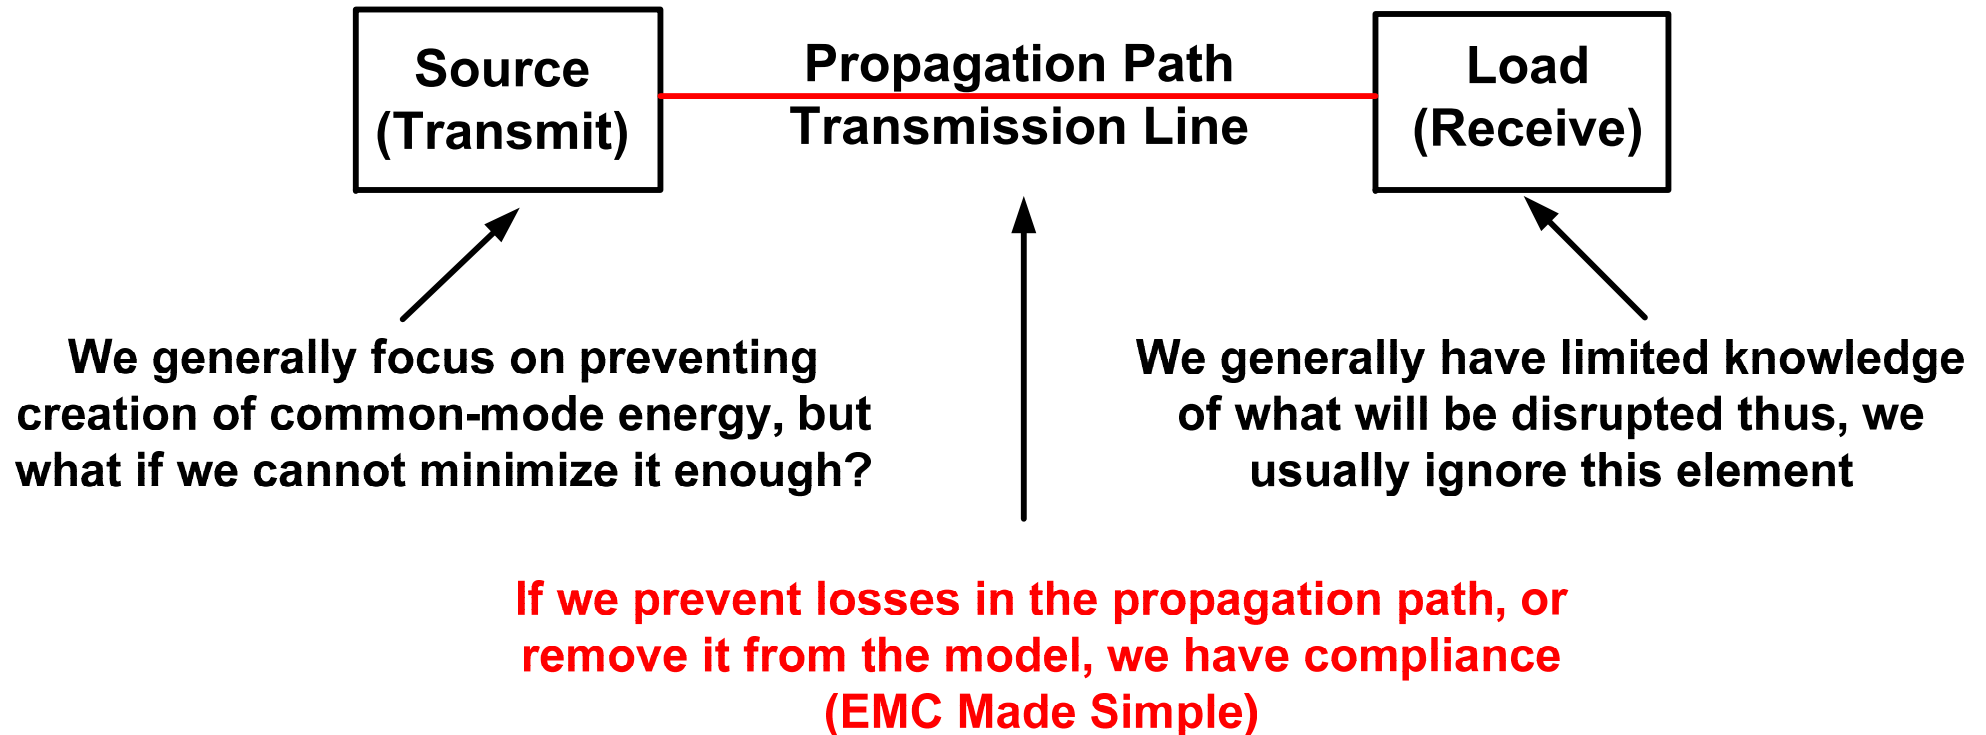 Source
(Transmit)
Propagation Path
Transmission Line
Load
(Receive)
We generally focus on preventing
creation of common-mode energy, but
what if we cannot minimize it enough?
We generally have limited knowledge
of what will be disrupted thus, we
usually ignore this element
If we prevent losses in the propagation path, or
remove it from the model, we have compliance
(EMC Made Simple)